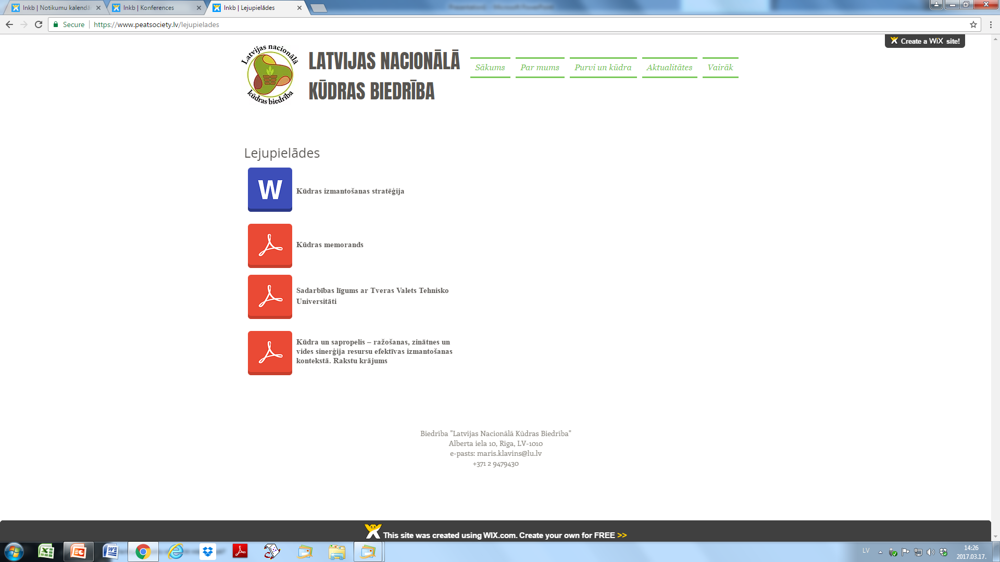 lnkb | Notikumu kalendā
lnkb | Konferences
lnkb | Lejupielādes
Secure
https://www.peatsociety.lv/lejupielades
Create a WiX site!
Latvijas nacionālā
kūdras biedrība
LATVIJAS NACIONĀLĀ
KŪDRAS BIEDRĪBA
Sākums
Par mums
Purvi un kūdra
Aktualitātes
Vairāk
Lejupielādes
W
Kūdras izmantošanas stratēģija
Kūdras memorands
Sadarbības līgums ar Tveras Valets Tehnisko
Universitāti
Kūdra un sapropelis – ražošanas, zinātnes un
vides sinerģija resursu efektīvas izmantošanas
kontekstā. Rakstu krājums
Biedrība "Latvijas Nacionālā Kūdras Biedrība"
Alberta iela 10, Rīga, LV-1010
e-pasts: maris.klavins@lu.lv
+371 2 9479430
This site was created using WIX.com. Create your own for FREE >>
LV
14:26
2017.03.17.